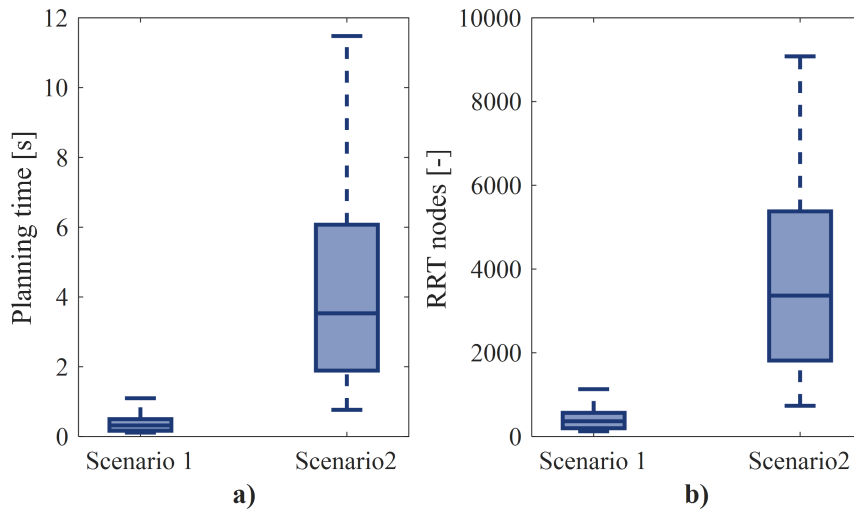 12
10
8
6
4
2
0
Planning time [s]
Scenario 1
Scenario2
a)
10000
8000
6000
4000
2000
0
RRT nodes [-]
Scenario 1
Scenario2
b)